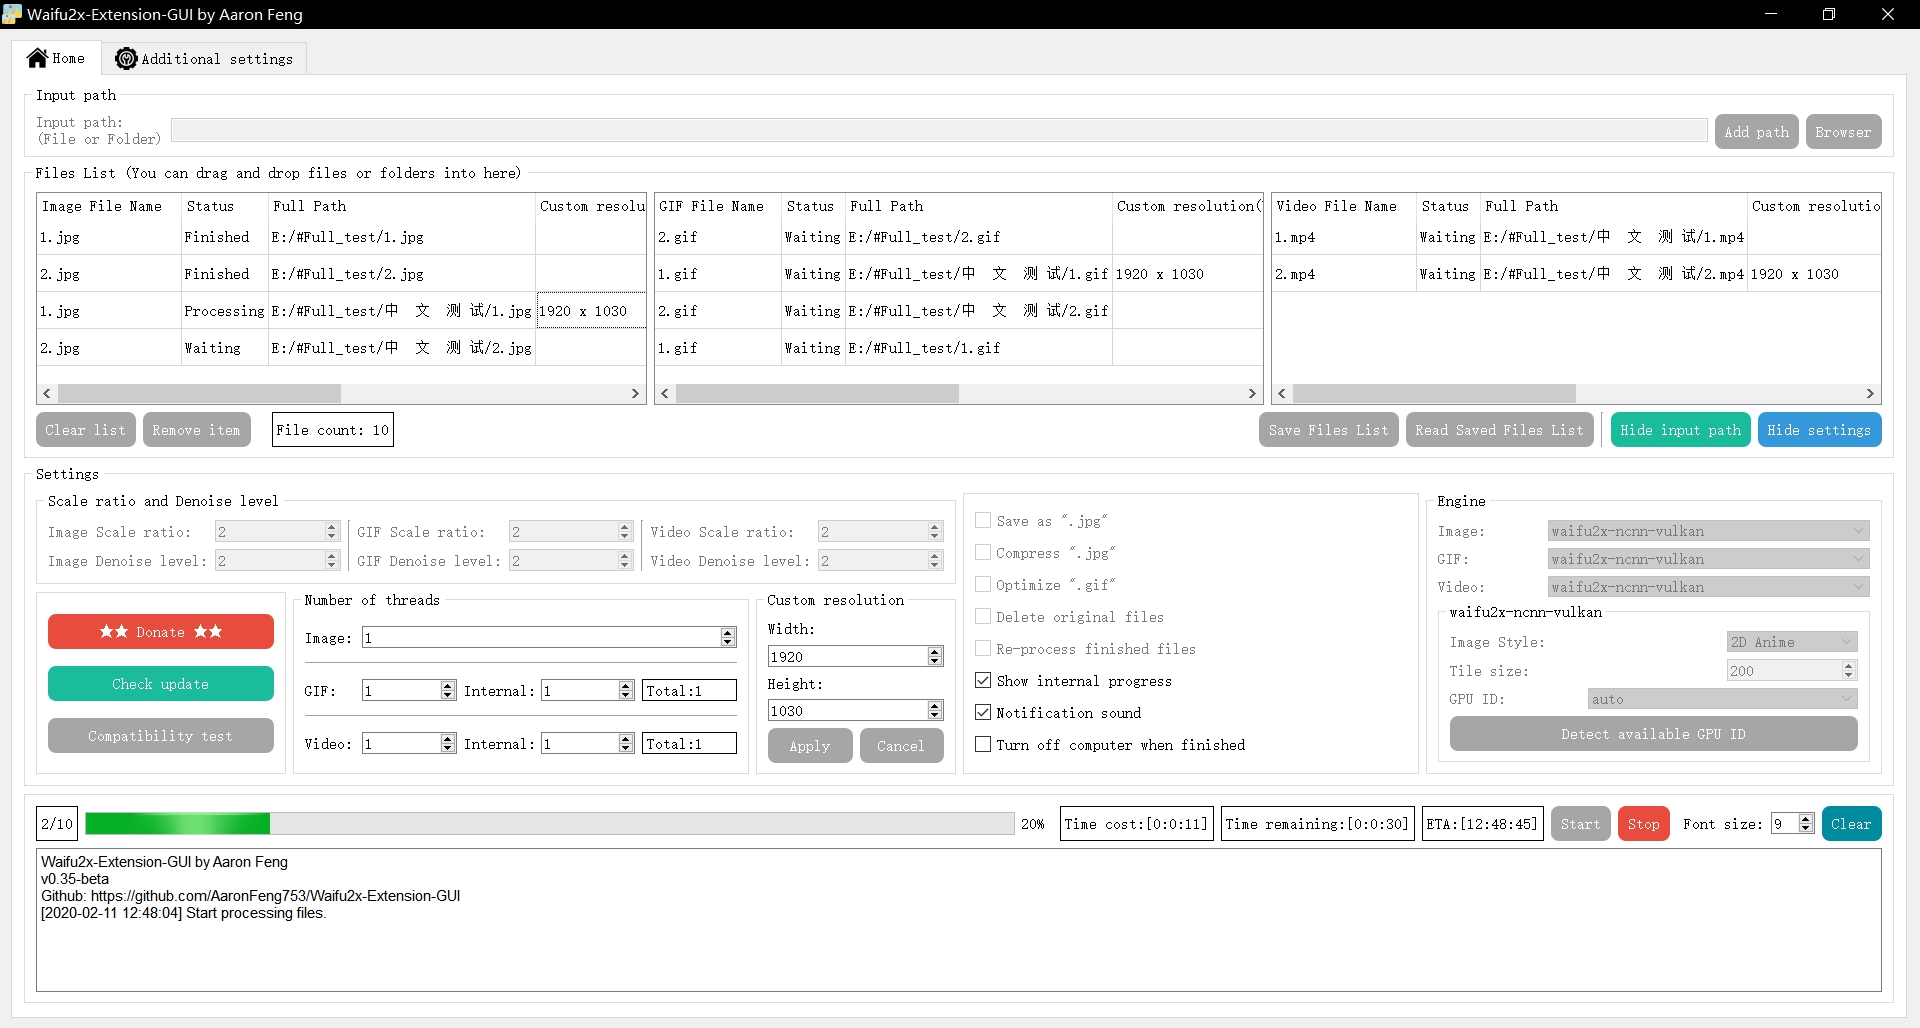 Waifu2x-Extension-GUI by Aaron Feng
Home
Additional settings
Input path
Input path:
(File or Folder)
Add path
Browser
Files List (You can drag and drop files or folders into here)
Image File Name Status Full Path Custom resolu
1.jpg Finished E:/#Full_test/1.jpg
2.jpg Finished E:/#Full_test/2.jpg
1.jpg Processing E:/#Full_test/中 文 测 试/1.jpg 1920 x 1030
2.jpg Waiting E:/#Full_test/中 文 测 试/2.jpg
GIF File Name Status Full Path Custom resolution(
2.gif Waiting E:/#Full_test/2.gif
1.gif Waiting E:/#Full_test/中 文 测 试/1.gif 1920 x 1030
2.gif Waiting E:/#Full_test/中 文 测 试/2.gif
1.gif Waiting E:/#Full_test/1.gif
Video File Name Status Full Path Custom resolutio
1.mp4 Waiting E:/#Full_test/中 文 测 试/1.mp4
2.mp4 Waiting E:/#Full_test/中 文 测 试/2.mp4 1920 x 1030
Clear list
Remove item
File count: 10
Save Files List
Read Saved Files List
Hide input path
Hide settings
Settings
Scale ratio and Denoise level
Image Scale ratio: 2 GIF Scale ratio: 2 Video Scale ratio: 2
Image Denoise level: 2 GIF Denoise level: 2 Video Denoise level: 2
★★ Donate ★★
Check update
Compatibility test
Number of threads
Image: 1
GIF: 1 Internal: 1 Total:1
Video: 1 Internal: 1 Total:1
Custom resolution
Width:
1920
Height:
1030
Apply
Cancel
Save as ".jpg"
Compress ".jpg"
Optimize ".gif"
Delete original files
Re-process finished files
Show internal progress
Notification sound
Turn off computer when finished
Engine
Image: waifu2x-ncnn-vulkan
GIF: waifu2x-ncnn-vulkan
Video: waifu2x-ncnn-vulkan
waifu2x-ncnn-vulkan
Image Style: 2D Anime
Tile size: 200
GPU ID: auto
Detect available GPU ID
2/10
20%
Time cost:[0:0:11]
Time remaining:[0:0:30]
ETA:[12:48:45]
Start
Stop
Font size: 9
Clear
Waifu2x-Extension-GUI by Aaron Feng
v0.35-beta
Github: https://github.com/AaronFeng753/Waifu2x-Extension-GUI
[2020-02-11 12:48:04] Start processing files.